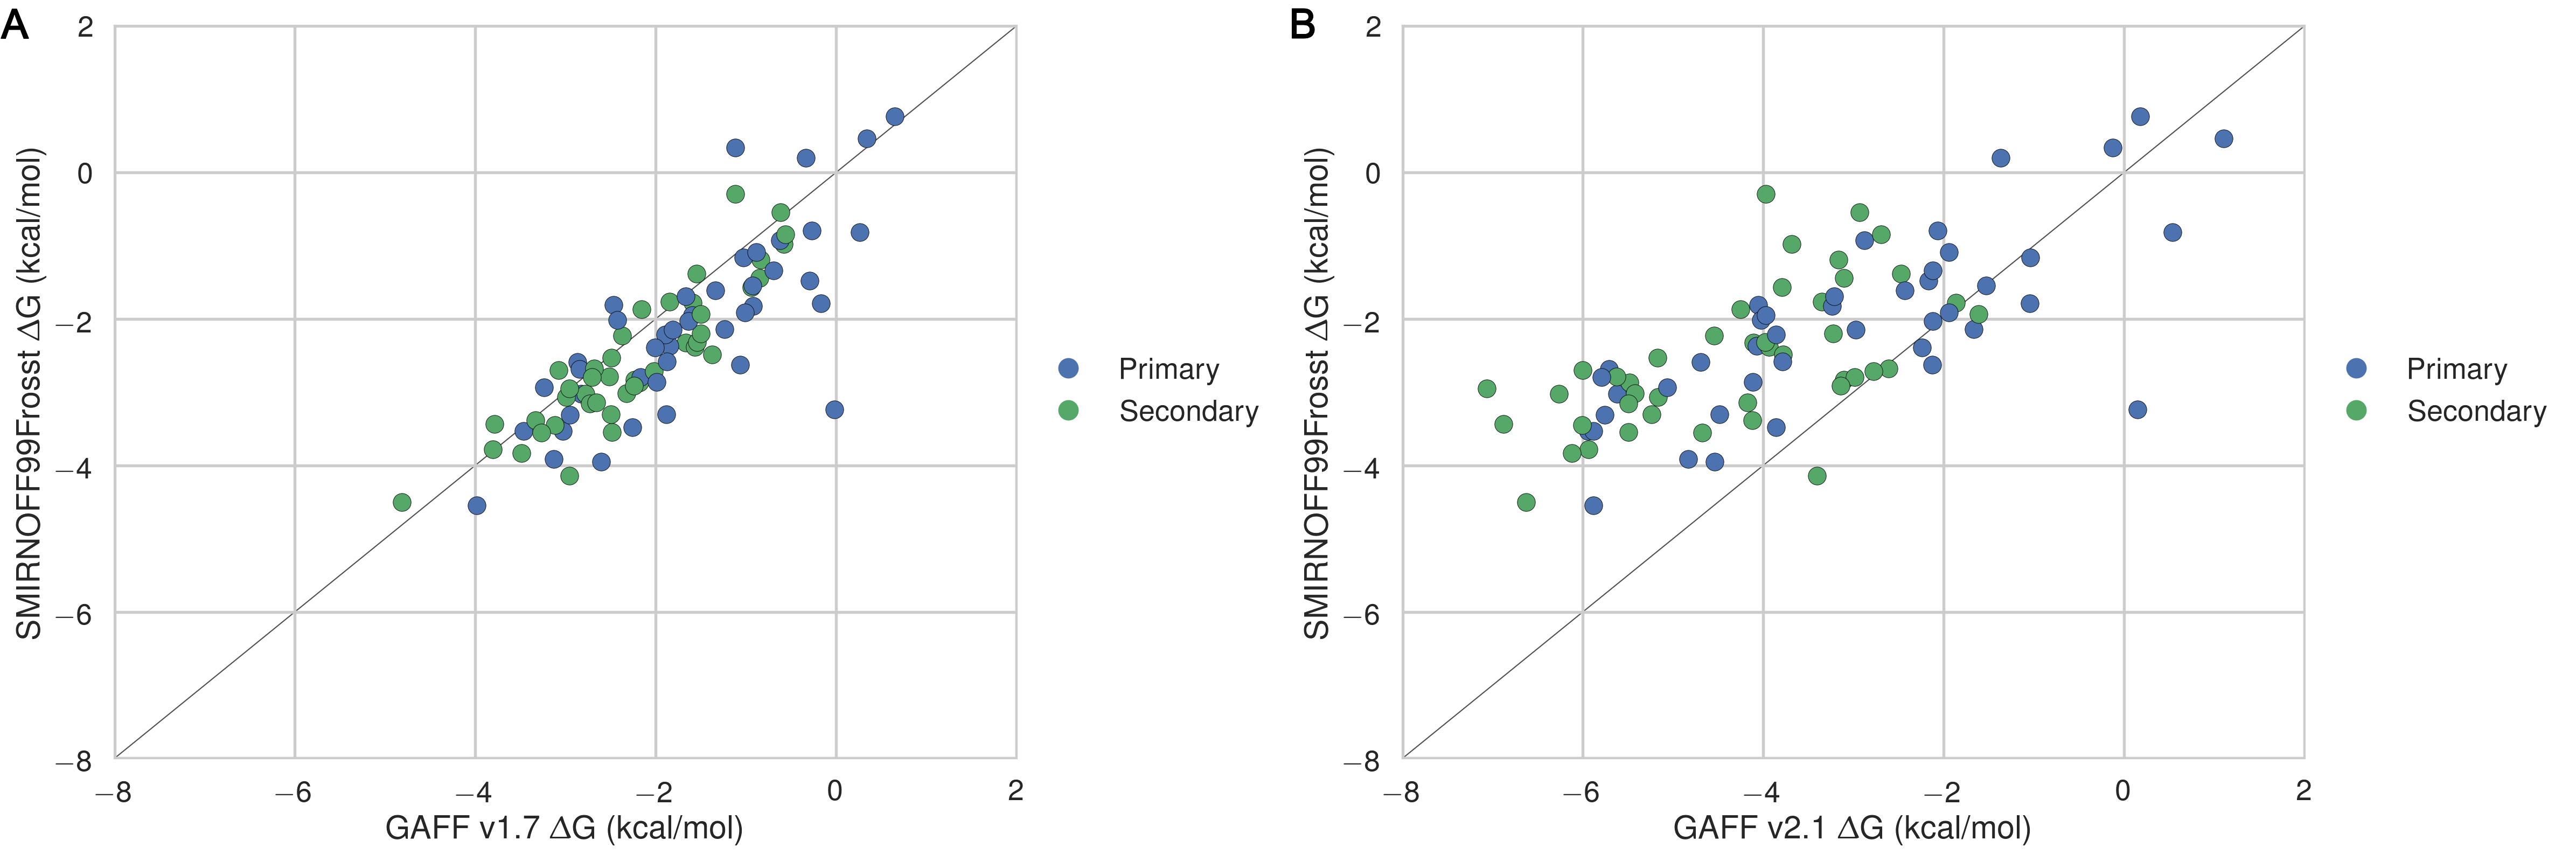 A
2
0
−2
−4
−6
−8
SMIRNOFF99Frosst ΔG (kcal/mol)
−8 −6 −4 −2 0 2
GAFF v1.7 ΔG (kcal/mol)
Primary
Secondary
B
2
0
−2
−4
−6
−8
SMIRNOFF99Frosst ΔG (kcal/mol)
−8 −6 −4 −2 0 2
GAFF v2.1 ΔG (kcal/mol)
Primary
Secondary